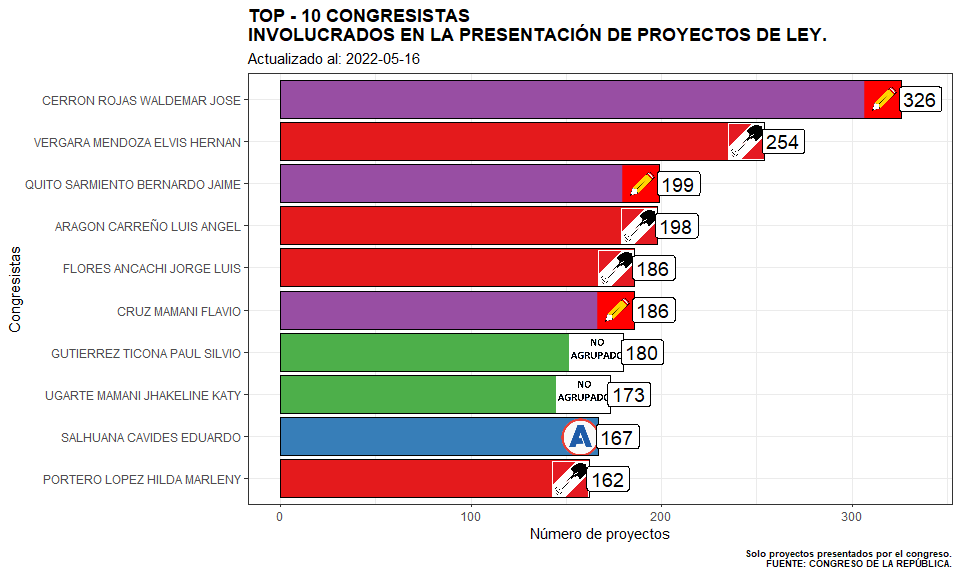 TOP - 10 CONGRESISTAS
INVOLUCRADOS EN LA PRESENTACIÓN DE PROYECTOS DE LEY.
Actualizado al: 2022-05-16
Congresistas
CERRON ROJAS WALDEMAR JOSE 326
VERGARA MENDOZA ELVIS HERNAN 254
QUITO SARMIENTO BERNARDO JAIME 199
ARAGON CARREÑO LUIS ANGEL 198
FLORES ANCACHI JORGE LUIS 186
CRUZ MAMANI FLAVIO 186
GUTIERREZ TICONA PAUL SILVIO NO AGRUPADO 180
UGARTE MAMANI JHAKELINE KATY NO AGRUPADO 173
SALHUANA CAVIDES EDUARDO A 167
PORTERO LOPEZ HILDA MARLENY 162
0 100 200 300
Número de proyectos
Solo proyectos presentados por el congreso.
FUENTE: CONGRESO DE LA REPÚBLICA.